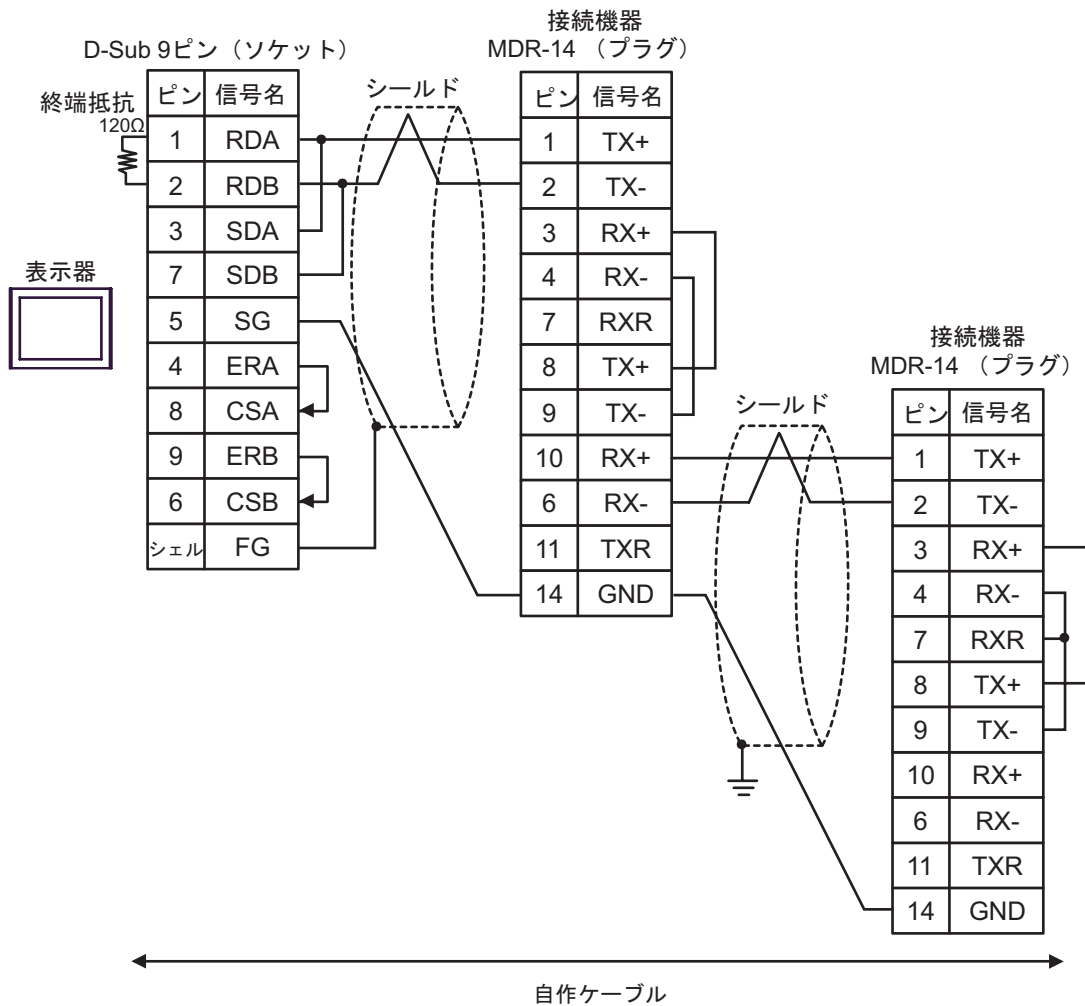 D-Sub 9ピン（ソケット）
終端抵抗
120Ω
ピン 信号名
1 RDA
2 RDB
3 SDA
7 SDB
5 SG
4 ERA
8 CSA
9 ERB
6 CSB
シェル FG
表示器
シールド
接続機器
MDR-14 （プラグ）
ピン 信号名
1 TX+
2 TX-
3 RX+
4 RX-
7 RXR
8 TX+
9 TX-
10 RX+
6 RX-
11 TXR
14 GND
シールド
接続機器
MDR-14 （プラグ）
ピン 信号名
1 TX+
2 TX-
3 RX+
4 RX-
7 RXR
8 TX+
9 TX-
10 RX+
6 RX-
11 TXR
14 GND
自作ケーブル